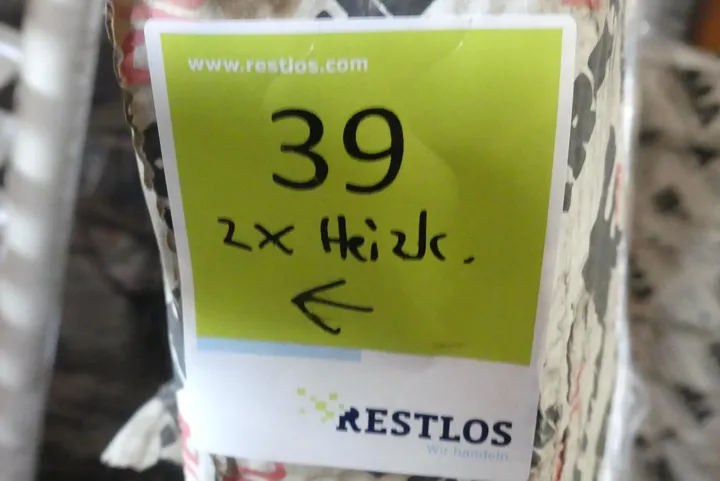 www.restlos.com
39
2x Heizk.
RESTLOS
Wir handeln.